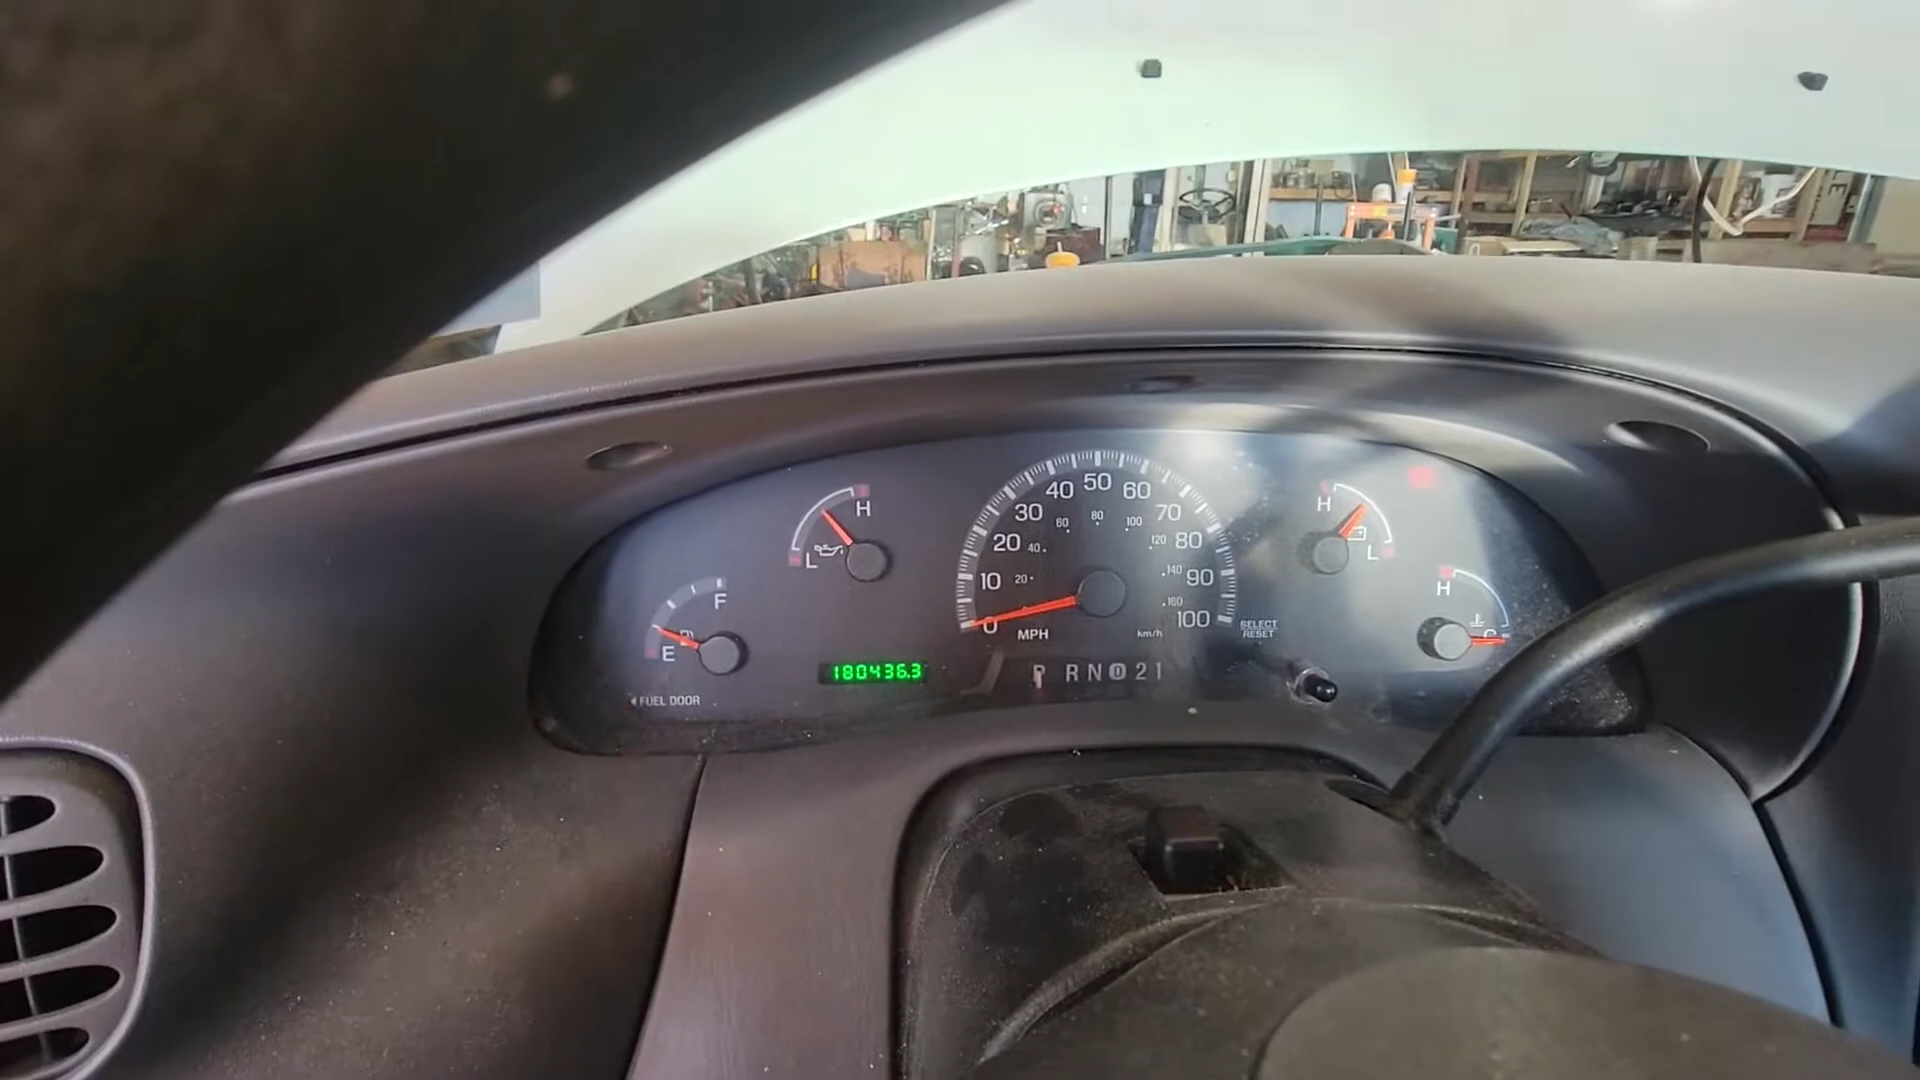 H
L
F
E
FUEL DOOR
180436.3
0 10 20 30 40 50 60 70 80 90 100
20 40 60 80 100 120 140 160
MPH
km/h
P R N D 2 1
SELECT
RESET
H
L
H
C